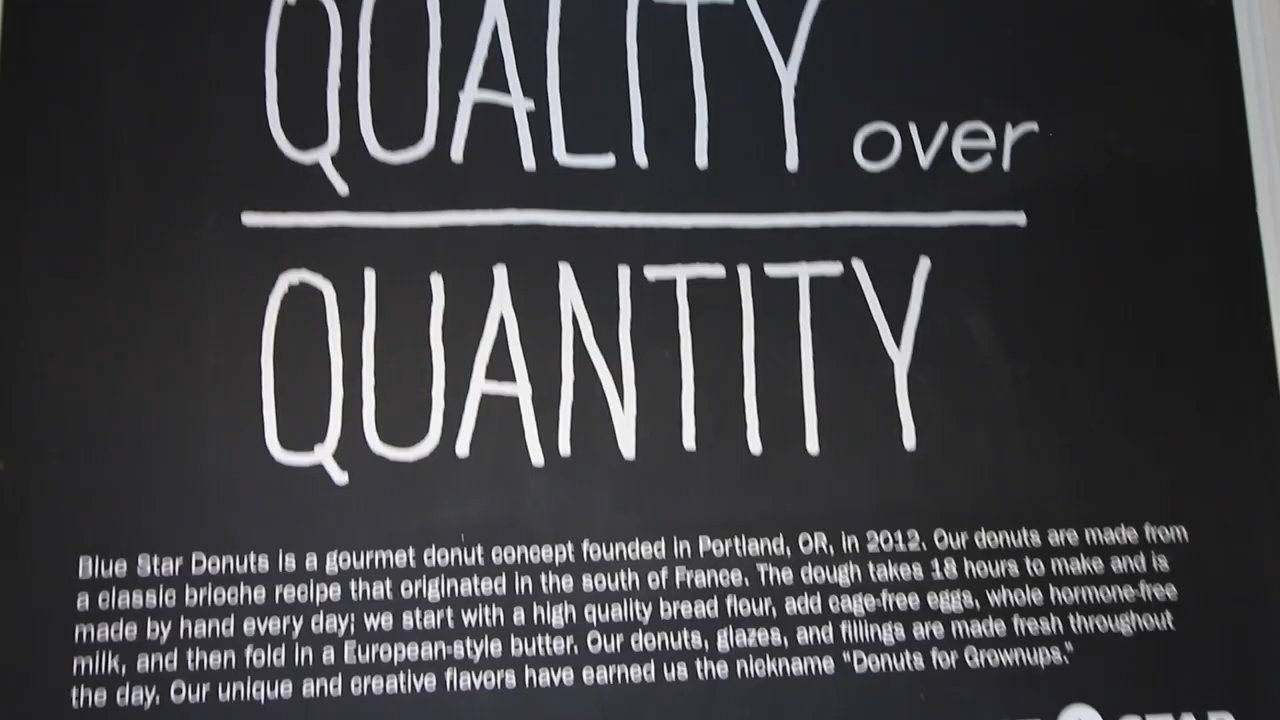 QUALITY over
QUANTITY
Blue Star Donuts is a gourmet donut concept founded in Portland, OR, in 2012. Our donuts are made from
a classic brioche recipe that originated in the south of France. The dough takes 18 hours to make and is
made by hand every day; we start with a high quality bread flour, add cage-free eggs, whole hormone-free
milk, and then fold in a European-style butter. Our donuts, glazes, and fillings are made fresh throughout
the day. Our unique and creative flavors have earned us the nickname “Donuts for Grownups.”